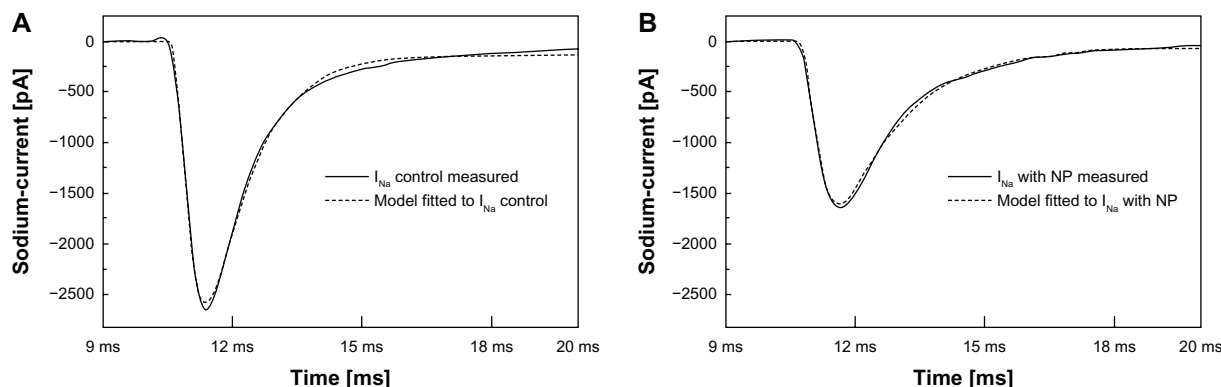 A
Sodium-current [pA]
0
−500
−1000
−1500
−2000
−2500
I_Na control measured
Model fitted to I_Na control
9 ms
12 ms
15 ms
18 ms
20 ms
Time [ms]
B
Sodium-current [pA]
0
−500
−1000
−1500
−2000
−2500
I_Na with NP measured
Model fitted to I_Na with NP
9 ms
12 ms
15 ms
18 ms
20 ms
Time [ms]